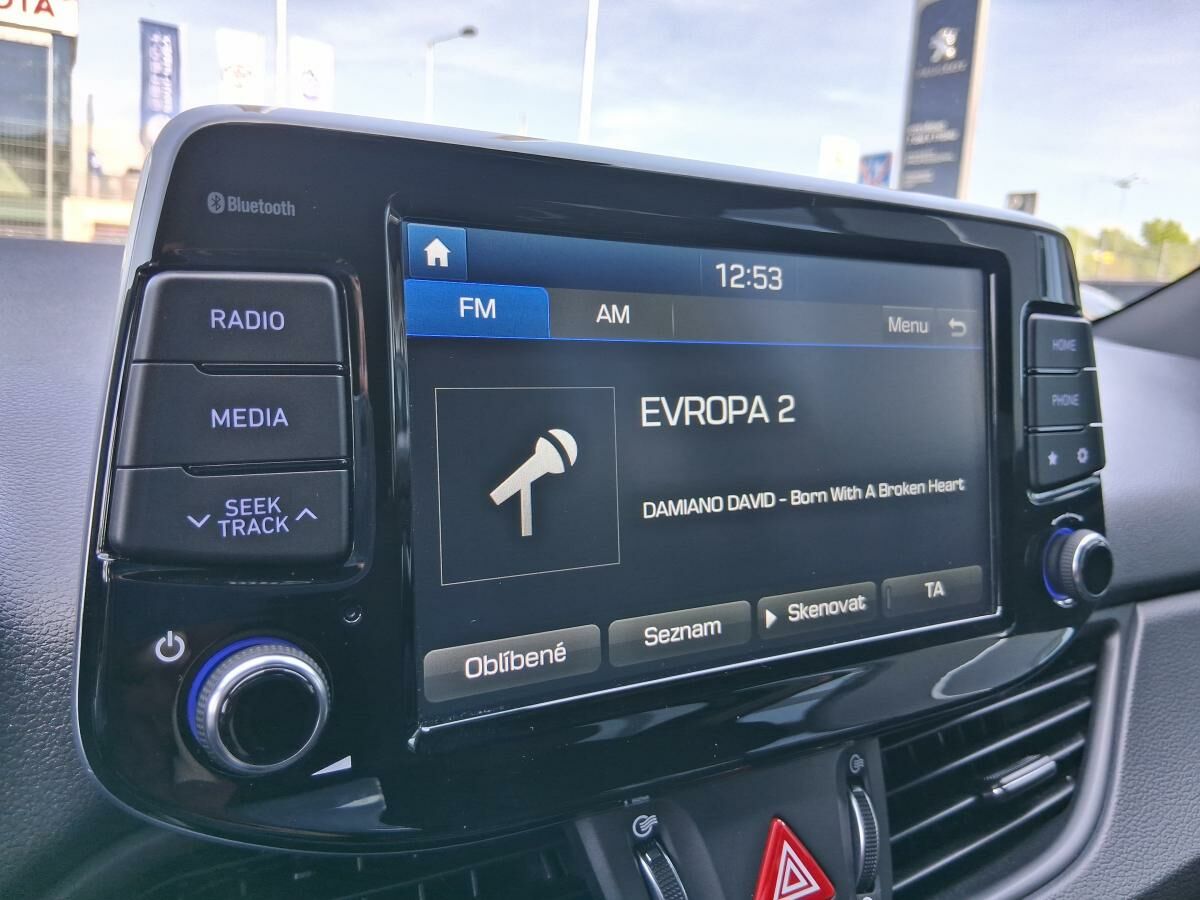 Bluetooth
12:53
FM
AM
Menu
RADIO
MEDIA
SEEK
TRACK
EVROPA 2
DAMIANO DAVID - Born With A Broken Heart
Oblíbené
Seznam
Skenovat
TA
HOME
PHONE